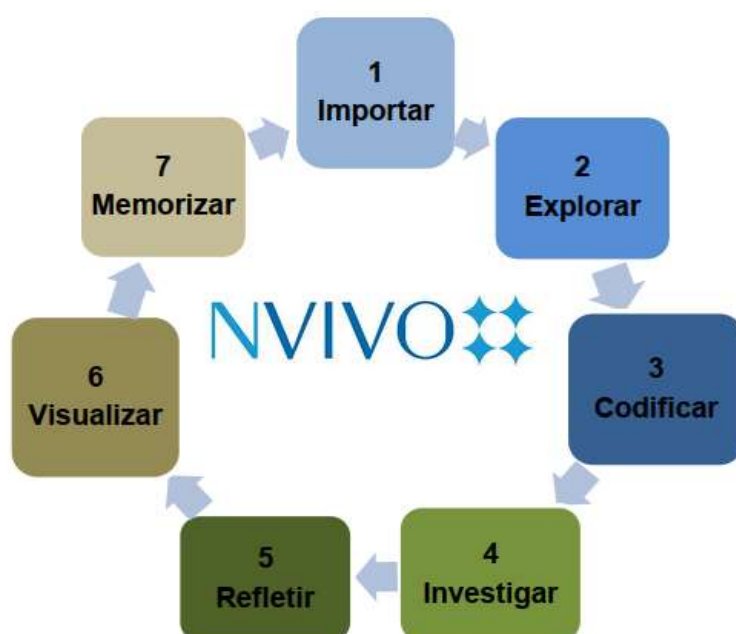 1
Importar
2
Explorar
3
Codificar
4
Investigar
5
Refletir
6
Visualizar
7
Memorizar
NVIVO